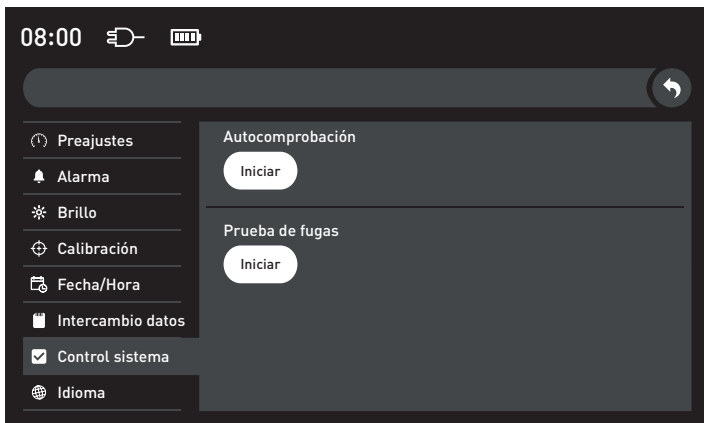 08:00
Preajustes
Alarma
Brillo
Calibración
Fecha/Hora
Intercambio datos
Control sistema
Idioma
Autocomprobación
Iniciar
Prueba de fugas
Iniciar